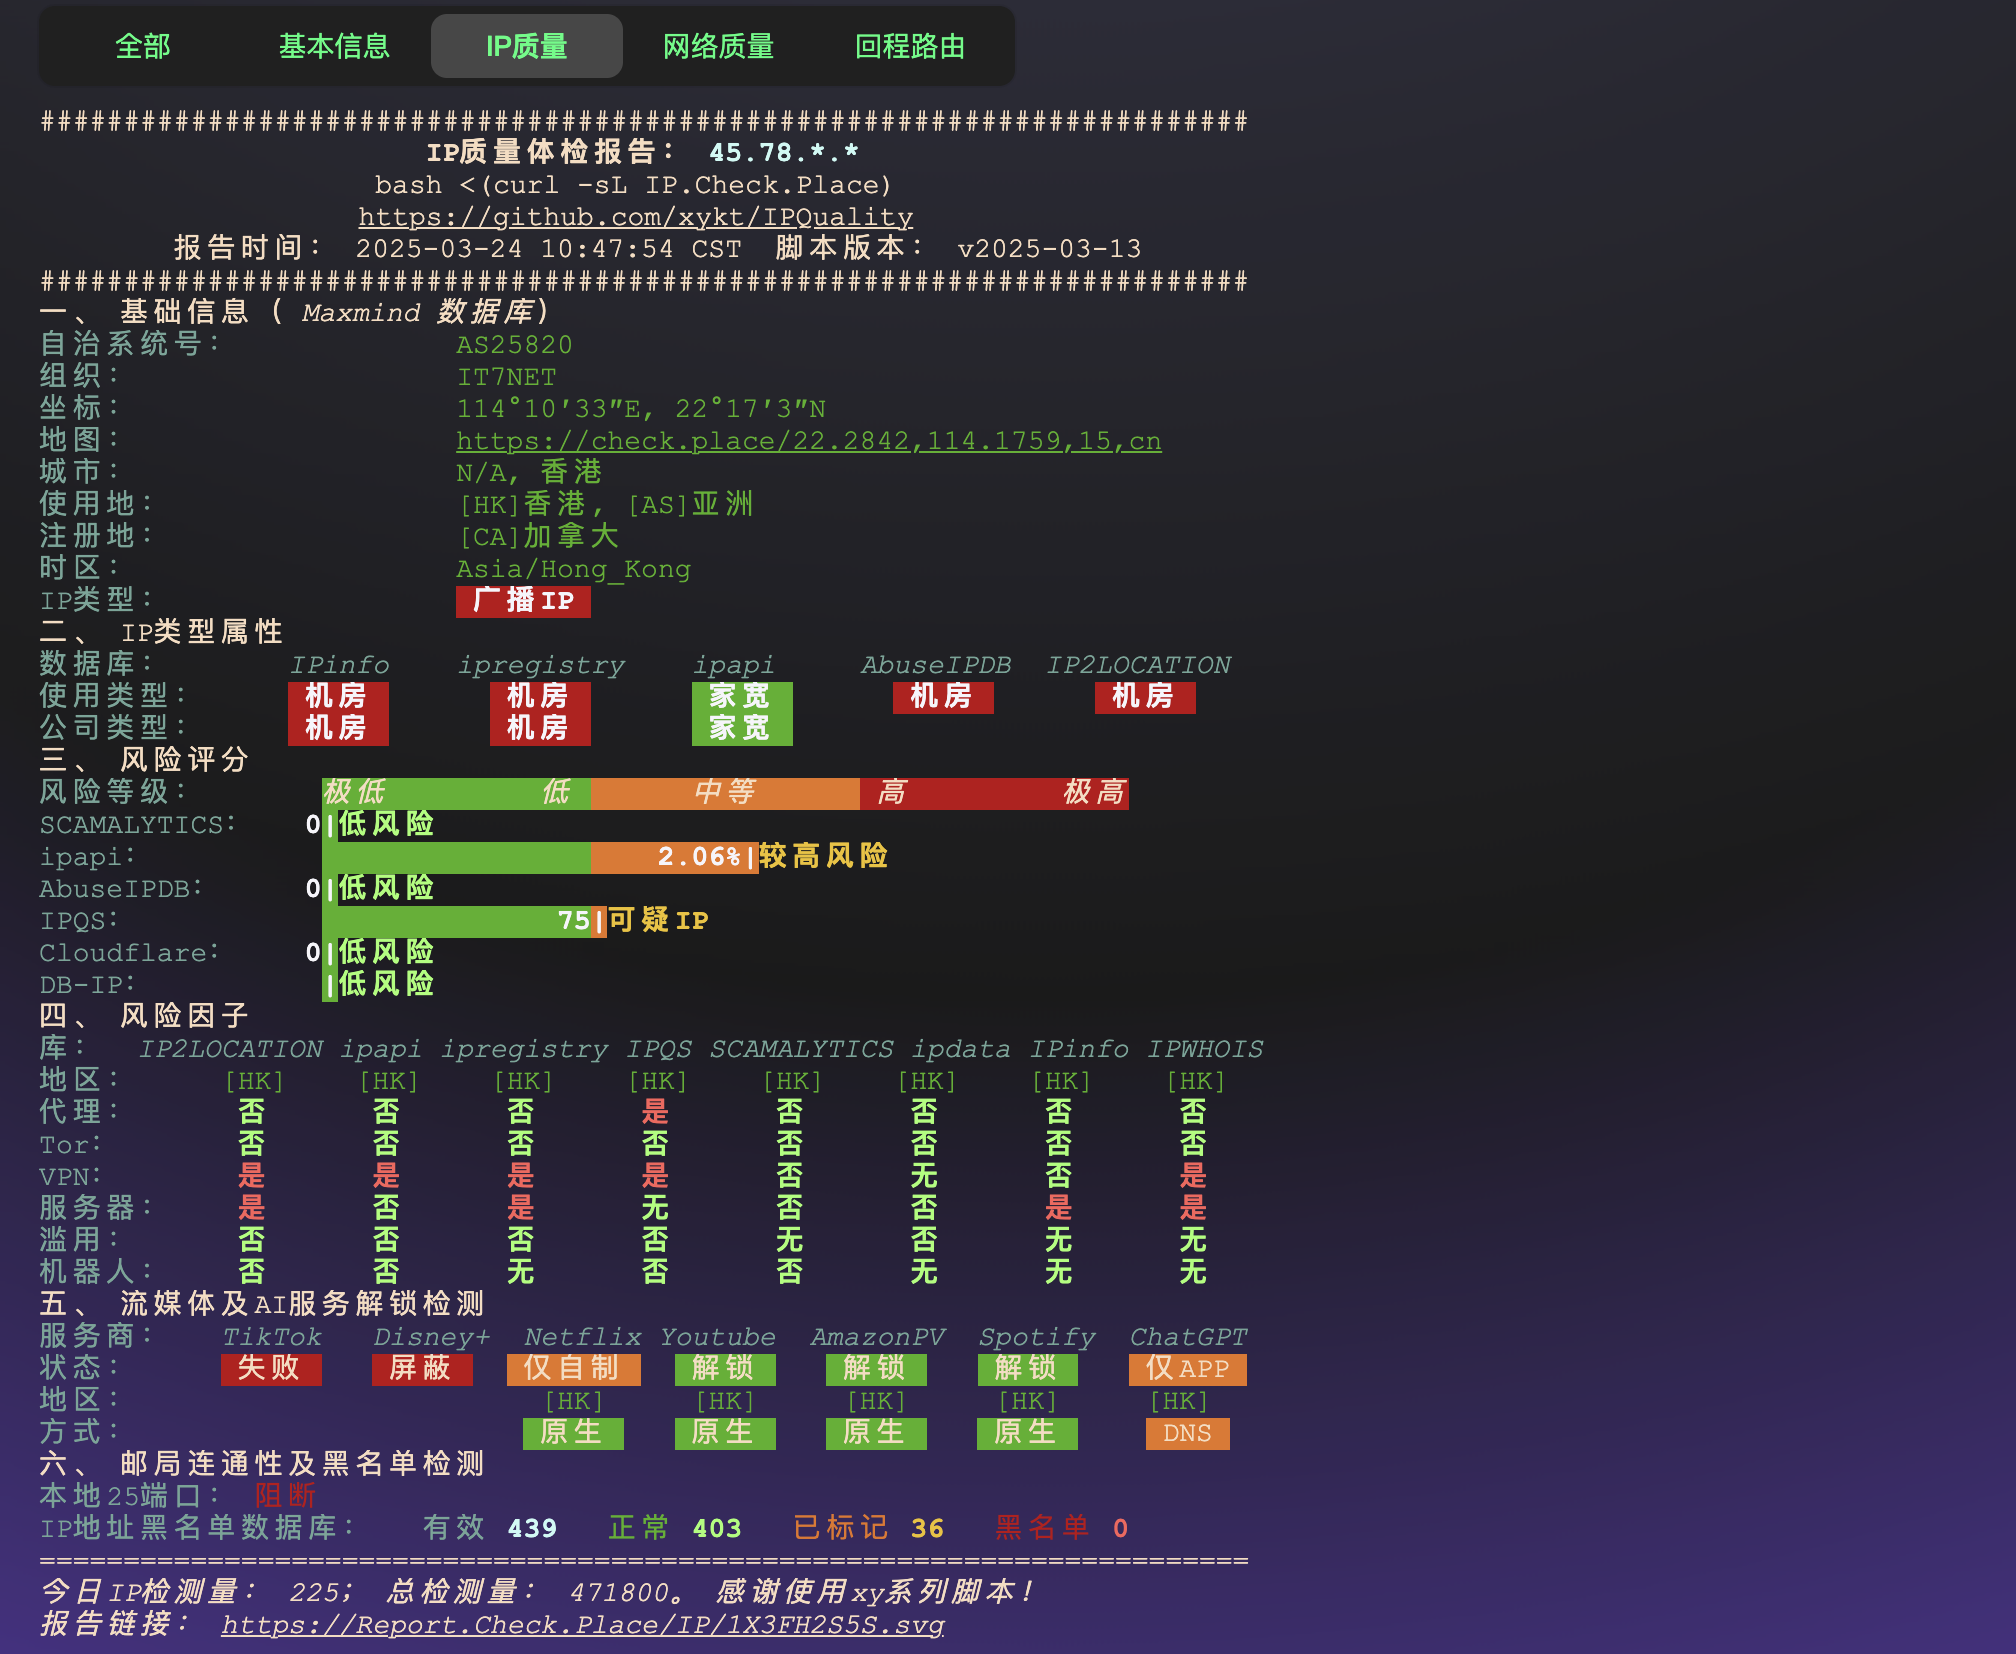 全部 基本信息 IP质量 网络质量 回程路由
########################################################################
IP质量体检报告： 45.78.*.*
bash <(curl -sL IP.Check.Place)
https://github.com/xykt/IPQuality
报告时间： 2025-03-24 10:47:54 CST 脚本版本： v2025-03-13
########################################################################
一、 基础信息（ Maxmind 数据库）
自治系统号： AS25820
组织： IT7NET
坐标： 114°10′33″E, 22°17′3″N
地图： https://check.place/22.2842,114.1759,15,cn
城市： N/A, 香港
使用地： [HK]香港, [AS]亚洲
注册地： [CA]加拿大
时区： Asia/Hong_Kong
IP类型： 广播IP
二、 IP类型属性
数据库： IPinfo ipregistry ipapi AbuseIPDB IP2LOCATION
使用类型： 机房 机房 家宽 机房 机房
公司类型： 机房 机房 家宽
三、 风险评分
风险等级： 极低 低 中等 高 极高
SCAMALYTICS: 0|低风险
ipapi: 2.06%|较高风险
AbuseIPDB: 0|低风险
IPQS: 75|可疑IP
Cloudflare: 0|低风险
DB-IP: |低风险
四、 风险因子
库： IP2LOCATION ipapi ipregistry IPQS SCAMALYTICS ipdata IPinfo IPWHOIS
地区： [HK] [HK] [HK] [HK] [HK] [HK] [HK] [HK]
代理： 否 否 否 是 否 否 否 否
Tor: 否 否 否 否 否 否 否 否
VPN: 是 是 是 是 否 无 否 是
服务器： 是 否 是 无 否 否 是 是
滥用： 否 否 否 否 无 否 无 无
机器人： 否 否 无 否 否 无 无 无
五、 流媒体及AI服务解锁检测
服务商： TikTok Disney+ Netflix Youtube AmazonPV Spotify ChatGPT
状态： 失败 屏蔽 仅自制 解锁 解锁 解锁 仅APP
地区： [HK] [HK] [HK] [HK] [HK]
方式： 原生 原生 原生 原生 DNS
六、 邮局连通性及黑名单检测
本地25端口： 阻断
IP地址黑名单数据库： 有效 439 正常 403 已标记 36 黑名单 0
========================================================================
今日IP检测量： 225； 总检测量： 471800。 感谢使用xy系列脚本！
报告链接： https://Report.Check.Place/IP/1X3FH2S5S.svg